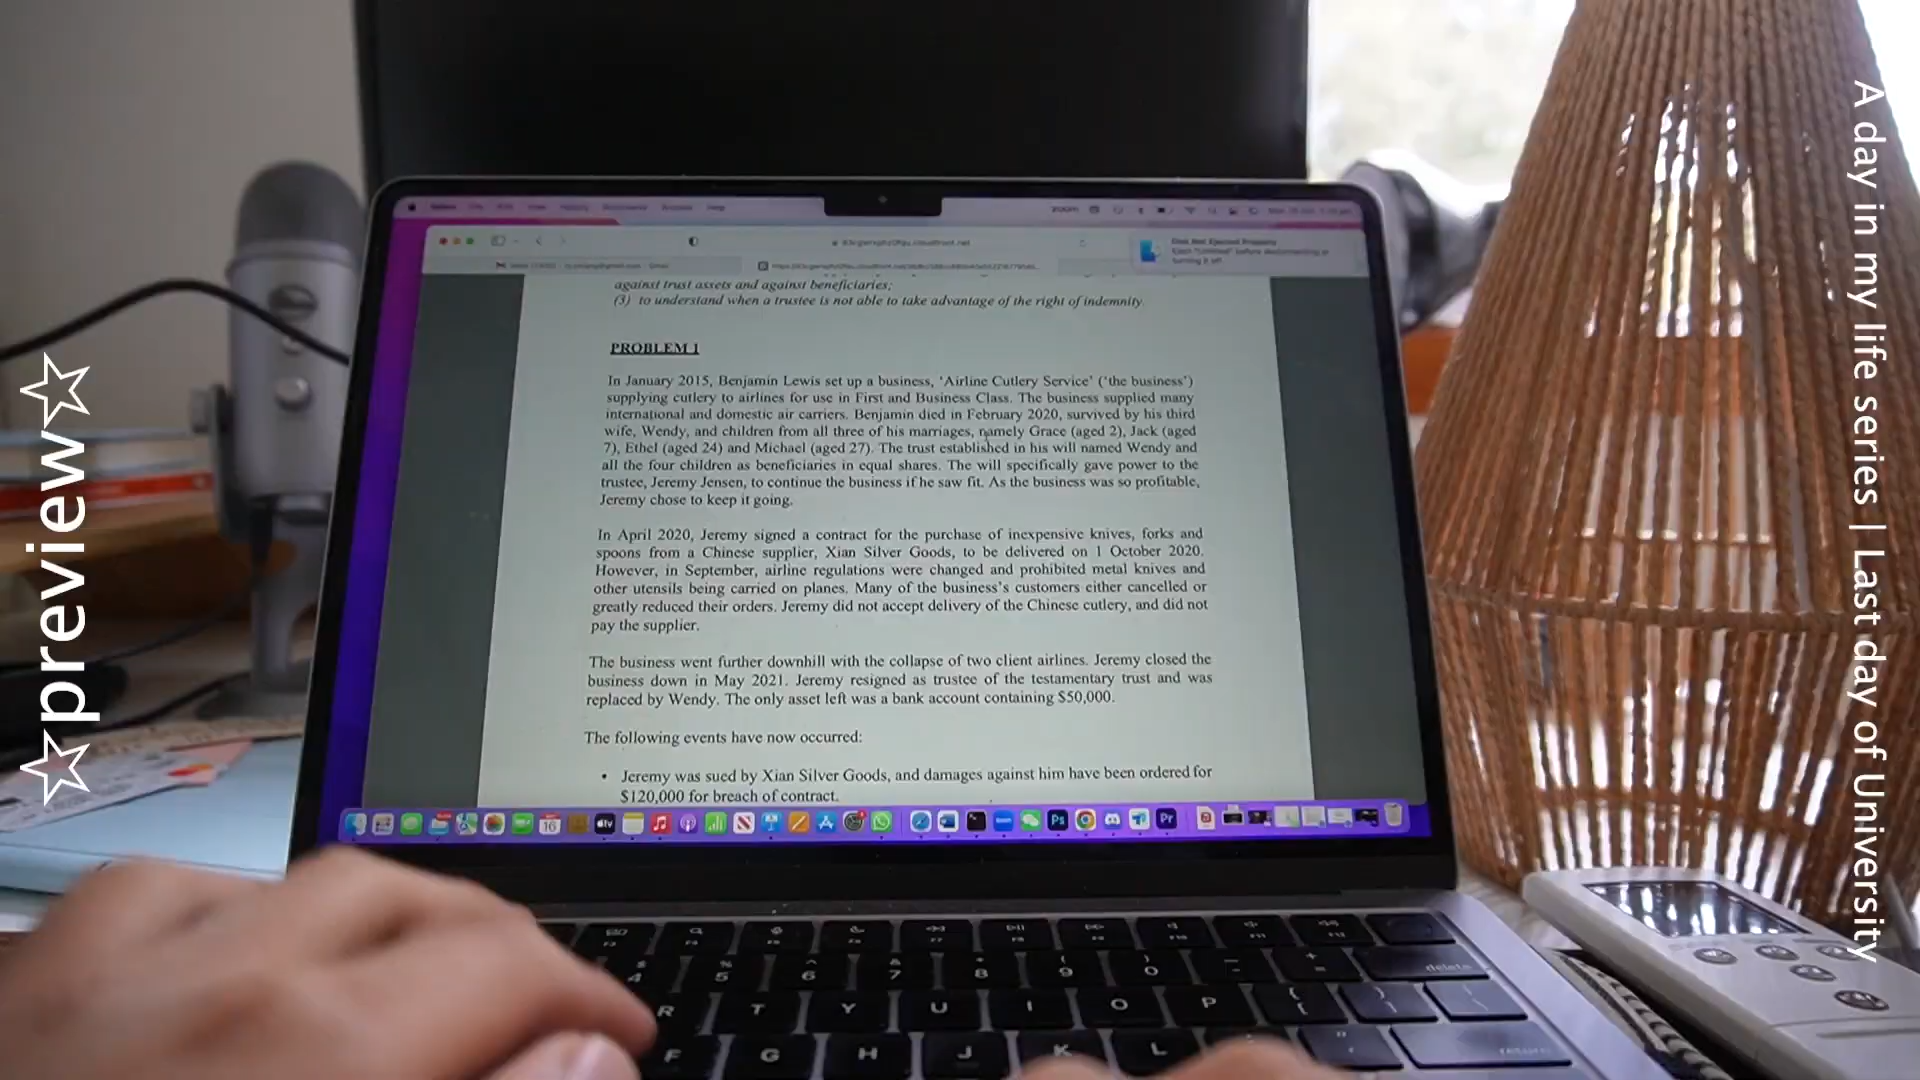 ☆preview☆
A day in my life series | Last day of University
against trust assets and against beneficiaries;
(3) to understand when a trustee is not able to take advantage of the right of indemnity.
PROBLEM 1
In January 2015, Benjamin Lewis set up a business, ‘Airline Cutlery Service’ (‘the business’)
supplying cutlery to airlines for use in First and Business Class. The business supplied many
international and domestic air carriers. Benjamin died in February 2020, survived by his third
wife, Wendy, and children from all three of his marriages, namely Grace (aged 2), Jack (aged
7), Ethel (aged 24) and Michael (aged 27). The trust established in his will named Wendy and
all the four children as beneficiaries in equal shares. The will specifically gave power to the
trustee, Jeremy Jensen, to continue the business if he saw fit. As the business was so profitable,
Jeremy chose to keep it going.
In April 2020, Jeremy signed a contract for the purchase of inexpensive knives, forks and
spoons from a Chinese supplier, Xian Silver Goods, to be delivered on 1 October 2020.
However, in September, airline regulations were changed and prohibited metal knives and
other utensils being carried on planes. Many of the business’s customers either cancelled or
greatly reduced their orders. Jeremy did not accept delivery of the Chinese cutlery, and did not
pay the supplier.
The business went further downhill with the collapse of two client airlines. Jeremy closed the
business down in May 2021. Jeremy resigned as trustee of the testamentary trust and was
replaced by Wendy. The only asset left was a bank account containing $50,000.
The following events have now occurred:
• Jeremy was sued by Xian Silver Goods, and damages against him have been ordered for
$120,000 for breach of contract.
16
tv
Ps
Pr
4 5 6 7 8 9 0
R T Y U I O P
delete
F G H J K L
return